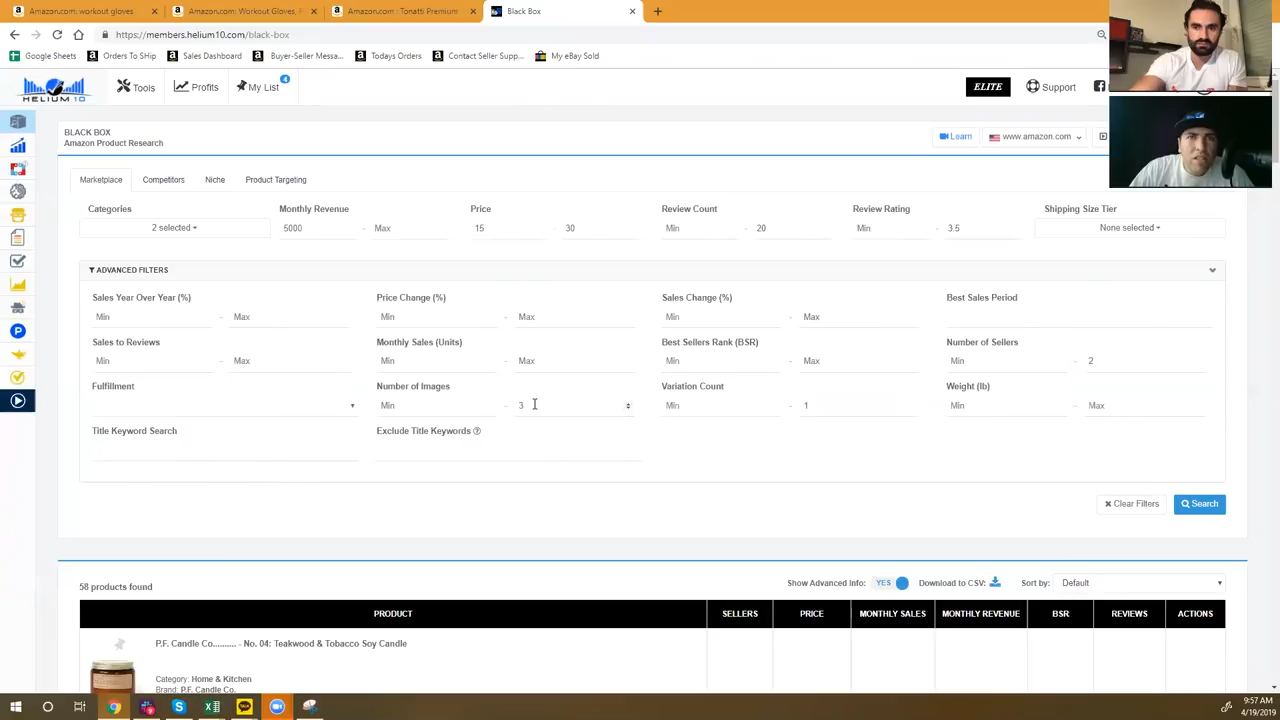 Amazon.com: workout gloves
Amazon.com: Workout Gloves, F
Amazon.com : Tonatti Premium
Black Box
https://members.helium10.com/black-box
Google Sheets
Orders To SHip
Sales Dashboard
Buyer-Seller Messa...
Todays Orders
Contact Seller Supp...
My eBay Sold
HELIUM 10
Tools
Profits
My List
4
ELITE
Support
BLACK BOX
Amazon Product Research
Learn
www.amazon.com
Marketplace
Competitors
Niche
Product Targeting
Categories
Monthly Revenue
Price
Review Count
Review Rating
Shipping Size Tier
2 selected
5000 - Max
15 - 30
Min - 20
Min - 3.5
None selected
ADVANCED FILTERS
Sales Year Over Year (%)
Price Change (%)
Sales Change (%)
Best Sales Period
Min - Max
Min - Max
Min - Max
Sales to Reviews
Monthly Sales (Units)
Best Sellers Rank (BSR)
Number of Sellers
Min - Max
Min - Max
Min - Max
Min - 2
Fulfillment
Number of Images
Variation Count
Weight (lb)
Min - 3
Min - 1
Min - Max
Title Keyword Search
Exclude Title Keywords
Clear Filters
Search
58 products found
Show Advanced Info:
YES
Download to CSV:
Sort by:
Default
PRODUCT
SELLERS
PRICE
MONTHLY SALES
MONTHLY REVENUE
BSR
REVIEWS
ACTIONS
P.F. Candle Co.......... - No. 04: Teakwood & Tobacco Soy Candle
Category: Home & Kitchen
Brand: P.F. Candle Co.
9:57 AM
4/19/2019